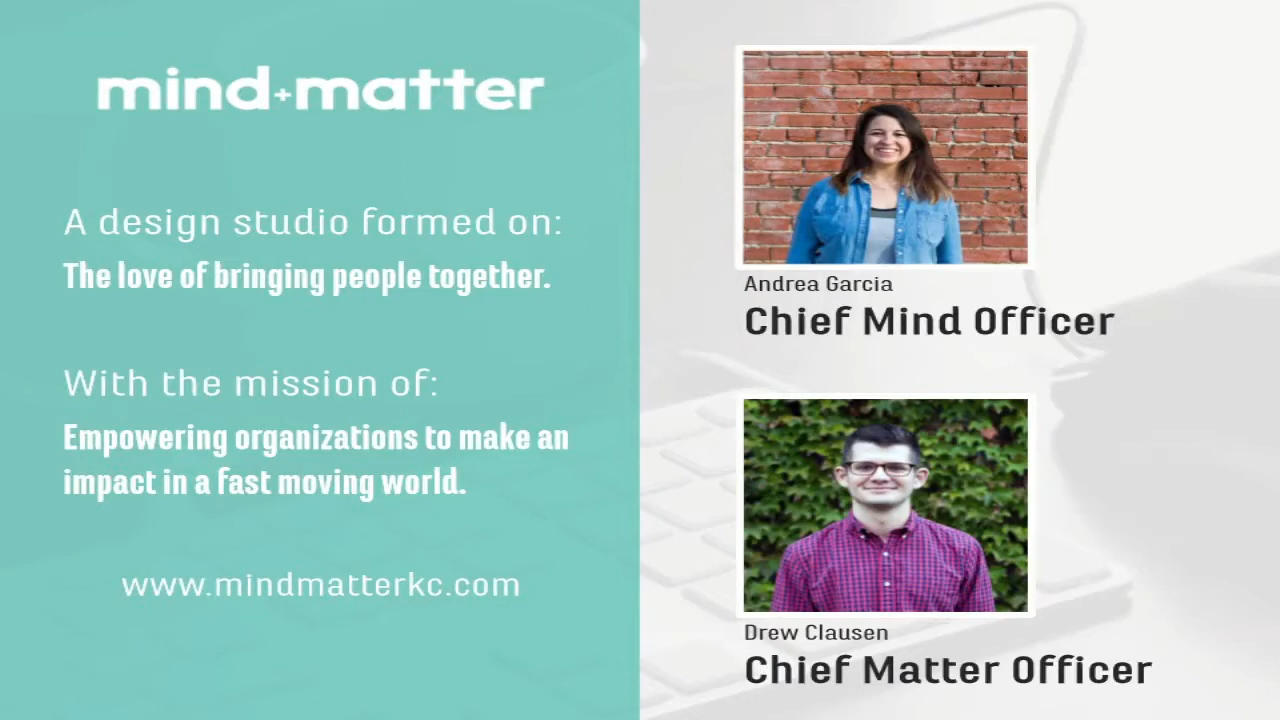 mind+matter
A design studio formed on:
The love of bringing people together.
With the mission of:
Empowering organizations to make an
impact in a fast moving world.
www.mindmatterkc.com
Andrea Garcia
Chief Mind Officer
Drew Clausen
Chief Matter Officer